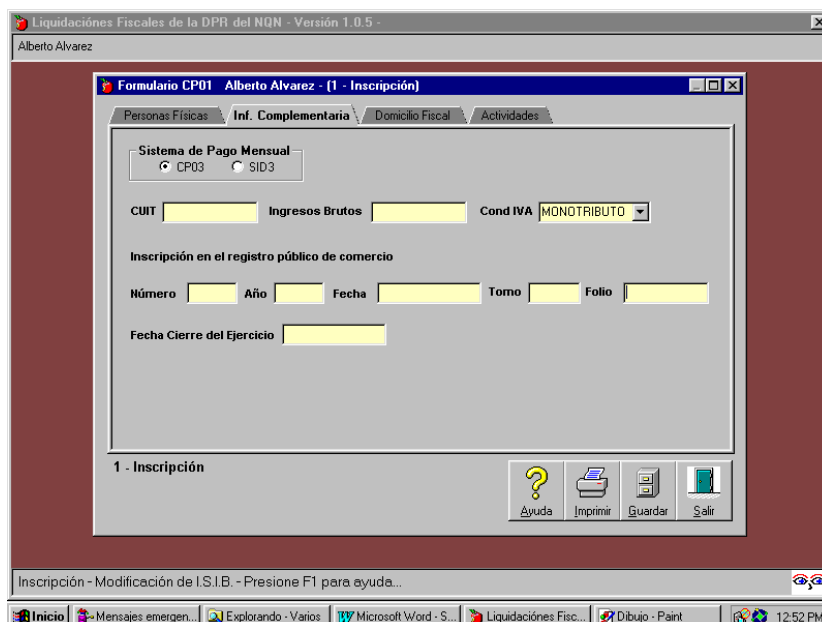 Liquidaciónes Fiscales de la DPR del NQN - Versión 1.0.5 -
Alberto Alvarez
Formulario CP01 Alberto Alvarez - (1 - Inscripción)
Personas Físicas Inf. Complementaria Domicilio Fiscal Actividades
Sistema de Pago Mensual
CP03 SID3
CUIT Ingresos Brutos Cond IVA MONOTRIBUTO
Inscripción en el registro público de comercio
Número Año Fecha Tomo Folio
Fecha Cierre del Ejercicio
1 - Inscripción
Ayuda Imprimir Guardar Salir
Inscripción - Modificación de I.S.I.B. - Presione F1 para ayuda...
Inicio Mensajes emergen... Explorando - Varios Microsoft Word - S... Liquidaciónes Fisc... Dibujo - Paint 12:52 PM